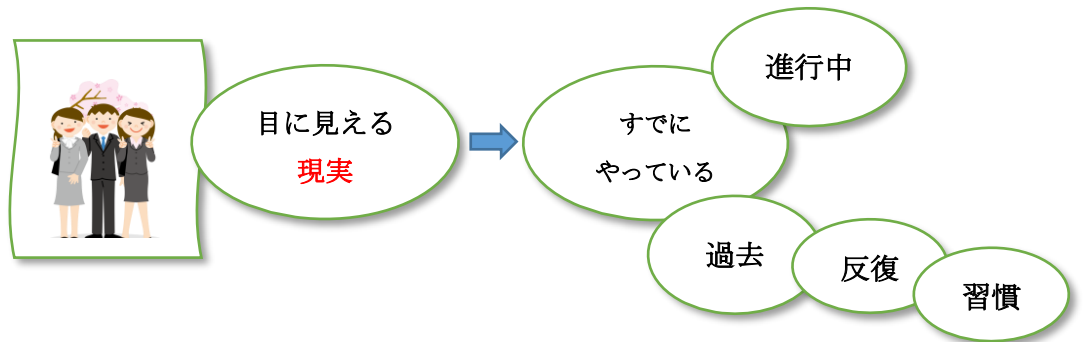 目に見える
現実
すでに
やっている
進行中
過去
反復
習慣